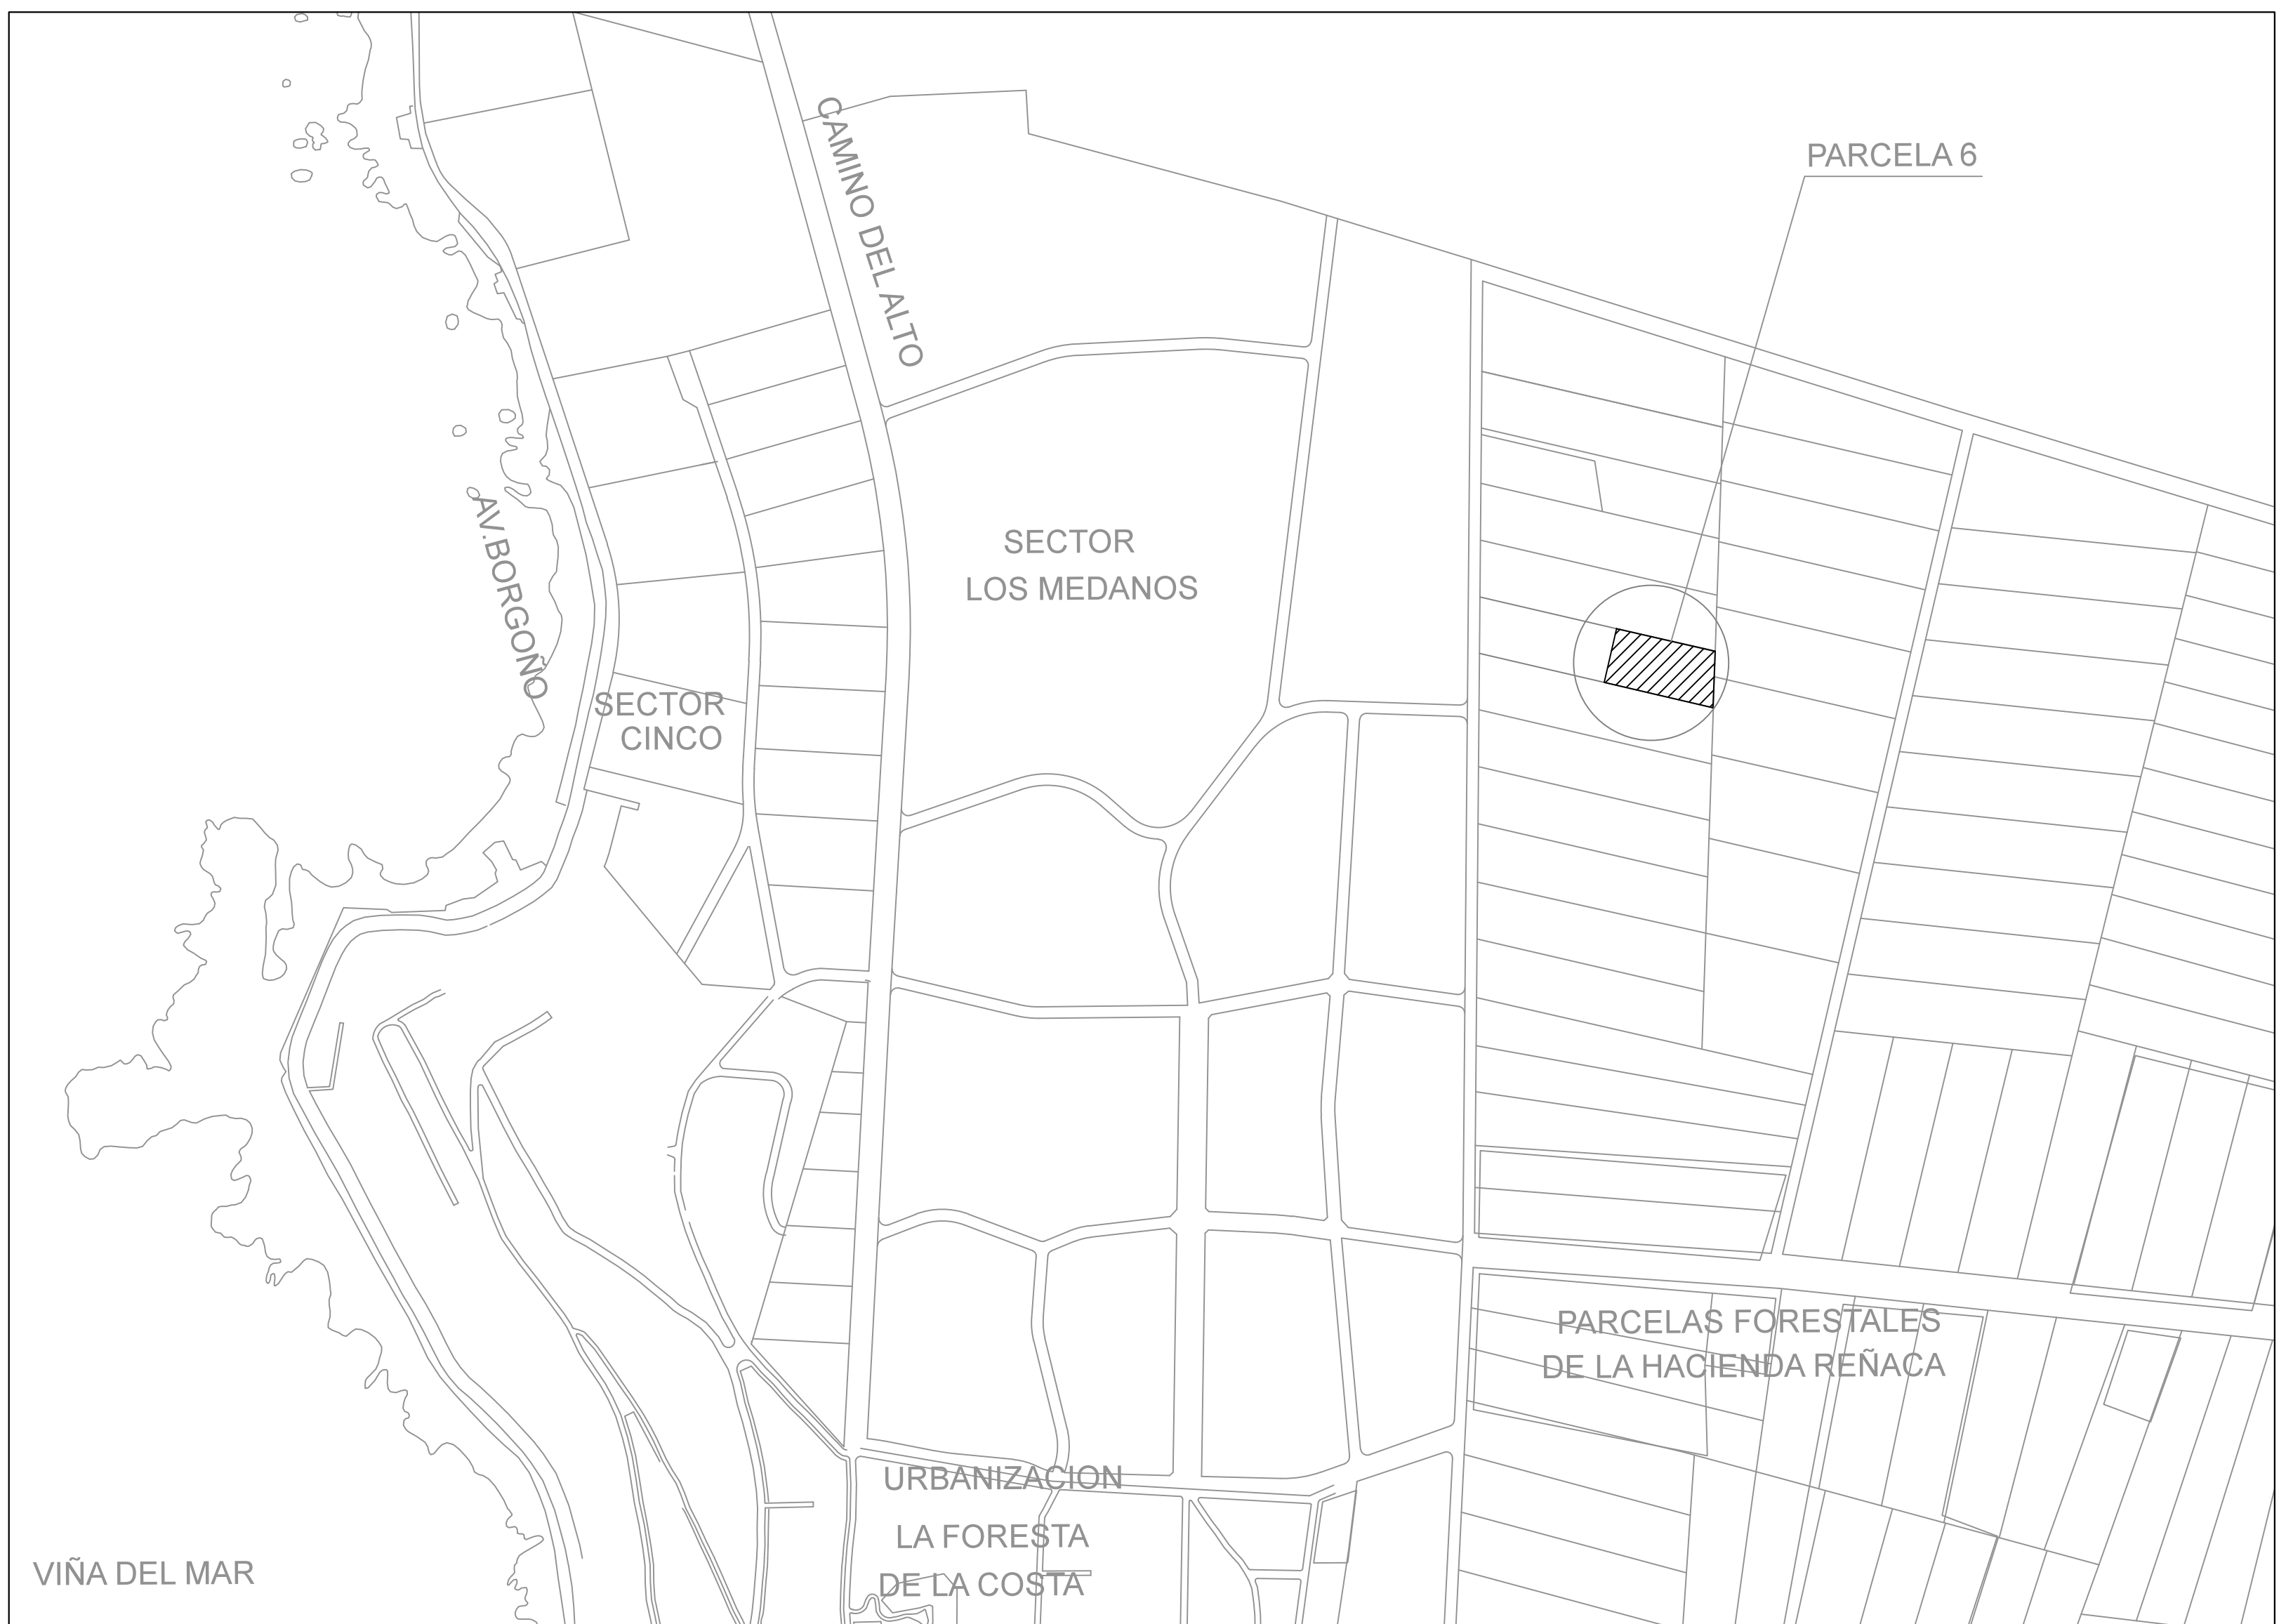 CAMINO DEL ALTO
PARCELA 6
AV.BORGOÑO
SECTOR
LOS MEDANOS
SECTOR
CINCO
PARCELAS FORESTALES
DE LA HACIENDA REÑACA
URBANIZACION
LA FORESTA
DE LA COSTA
VIÑA DEL MAR